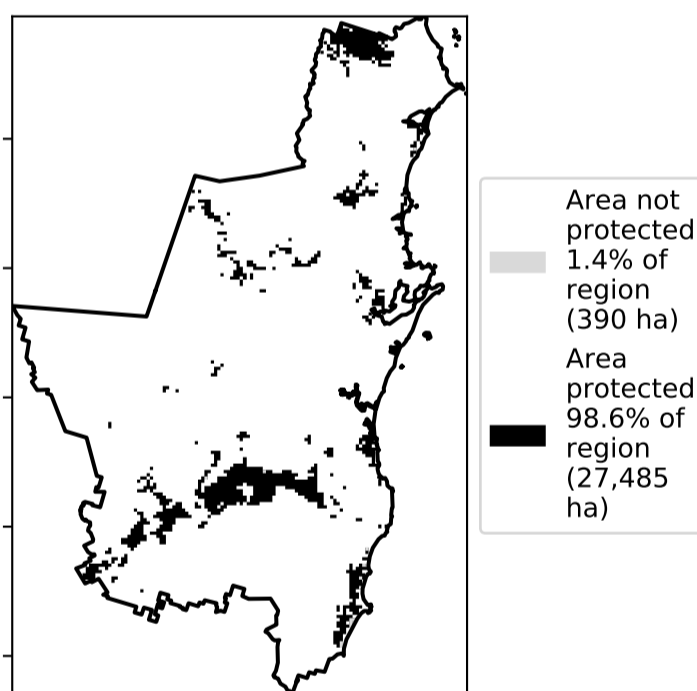 Area not
protected
1.4% of
region
(390 ha)
Area
protected
98.6% of
region
(27,485
ha)